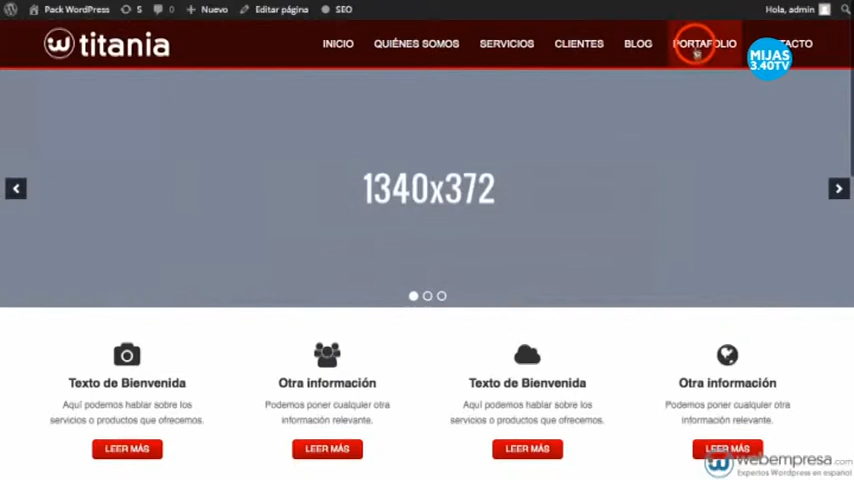 Pack WordPress 5 0 Nuevo Editar página SEO Hola, admin
titania
INICIO QUIÉNES SOMOS SERVICIOS CLIENTES BLOG PORTAFOLIO TACTO
MIJAS
3.40TV
1340x372
Texto de Bienvenida
Aquí podemos hablar sobre los
servicios o productos que ofrecemos.
LEER MÁS
Otra información
Podemos poner cualquier otra
información relevante.
LEER MÁS
Texto de Bienvenida
Aquí podemos hablar sobre los
servicios o productos que ofrecemos.
LEER MÁS
Otra información
Podemos poner cualquier otra
información relevante.
LEER MÁS
webempresa.com
Expertos Wordpress en español